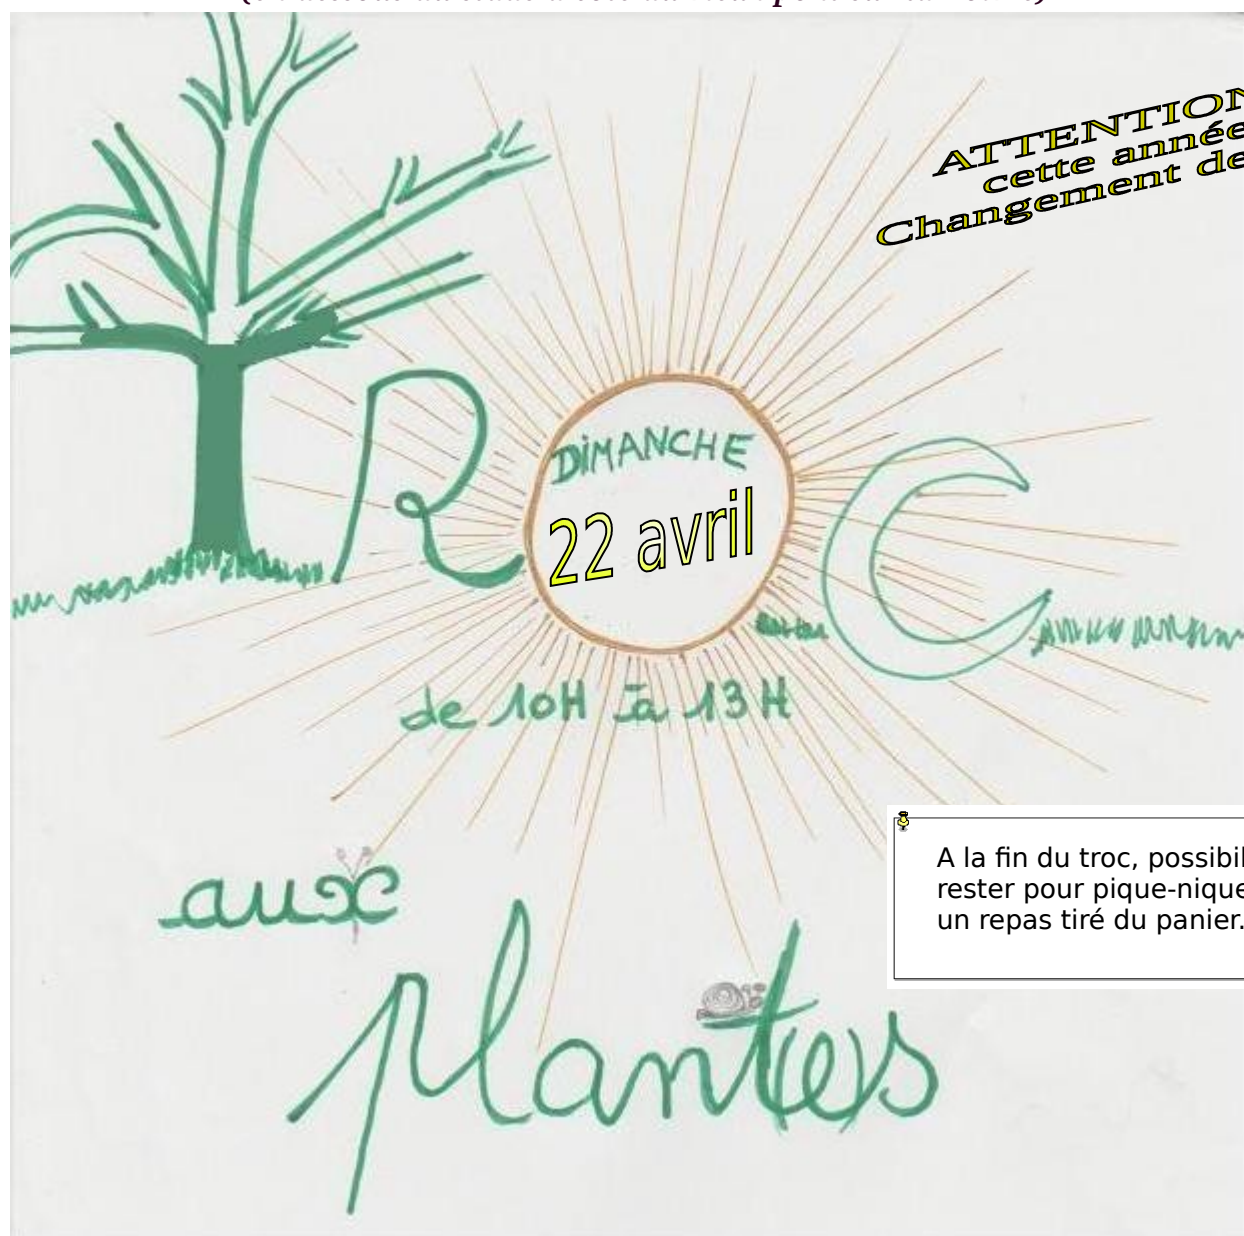 ATTENTION
cette année
Changement de
TROC
DIMANCHE
22 avril
de 10H à 13H
aux
plantes
A la fin du troc, possibil
rester pour pique-nique
un repas tiré du panier.